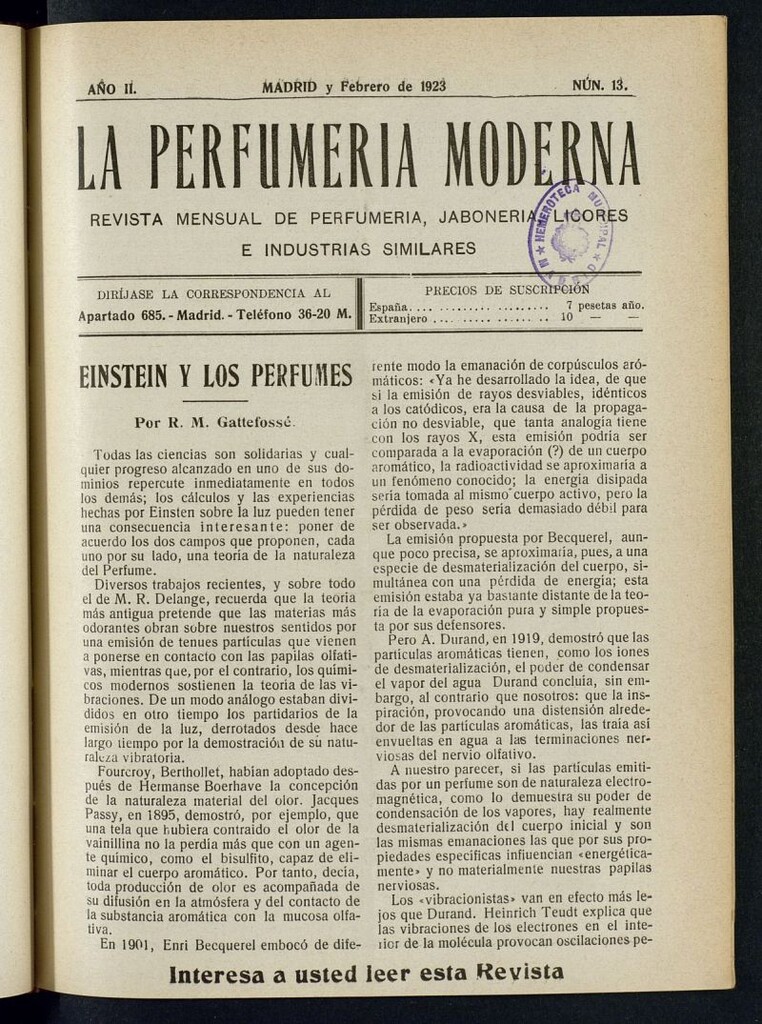 AÑO II. MADRID y Febrero de 1923 NÚN. 13.
LA PERFUMERIA MODERNA
REVISTA MENSUAL DE PERFUMERIA, JABONERIA, LICORES
E INDUSTRIAS SIMILARES
HEMEROTECA MUNICIPAL
MADRID
DIRÍJASE LA CORRESPONDENCIA AL
Apartado 685. - Madrid. - Teléfono 36-20 M.
PRECIOS DE SUSCRIPCIÓN
España. ... .......... ......... 7 pesetas año.
Extranjero .... ...... ....... .. 10 — —
EINSTEIN Y LOS PERFUMES
Por R. M. Gattefossé.
Todas las ciencias son solidarias y cual-
quier progreso alcanzado en uno de sus do-
minios repercute inmediatamente en todos
los demás; los cálculos y las experiencias
hechas por Einsten sobre la luz pueden tener
una consecuencia interesante: poner de
acuerdo los dos campos que proponen, cada
uno por su lado, una teoría de la naturaleza
del Perfume.
Diversos trabajos recientes, y sobre todo
el de M. R. Delange, recuerda que la teoría
más antigua pretende que las materias más
odorantes obran sobre nuestros sentidos por
una emisión de tenues partículas que vienen
a ponerse en contacto con las papilas olfati-
vas, mientras que, por el contrario, los quími-
cos modernos sostienen la teoría de las vi-
braciones. De un modo análogo estaban divi-
didos en otro tiempo los partidarios de la
emisión de la luz, derrotados desde hace
largo tiempo por la demostración de su natu-
raleza vibratoria.
Fourcroy, Berthollet, habían adoptado des-
pués de Hermanse Boerhave la concepción
de la naturaleza material del olor. Jacques
Passy, en 1895, demostró, por ejemplo, que
una tela que hubiera contraido el olor de la
vainillina no la perdía más que con un agen-
te químico, como el bisulfito, capaz de eli-
minar el cuerpo aromático. Por tanto, decía,
toda producción de olor es acompañada de
su difusión en la atmósfera y del contacto de
la substancia aromática con la mucosa olfa-
tiva.
En 1901, Enri Becquerel embocó de dife-
rente modo la emanación de corpúsculos aró-
máticos: «Ya he desarrollado la idea, de que
si la emisión de rayos desviables, idénticos
a los catódicos, era la causa de la propaga-
ción no desviable, que tanta analogía tiene
con los rayos X, esta emisión podría ser
comparada a la evaporación (?) de un cuerpo
aromático, la radioactividad se aproximaría a
un fenómeno conocido; la energía disipada
sería tomada al mismo cuerpo activo, pero la
pérdida de peso sería demasiado débil para
ser observada.»
La emisión propuesta por Becquerel, aun-
que poco precisa, se aproximaría, pues, a una
especie de desmaterialización del cuerpo, si-
multánea con una pérdida de energía; esta
emisión estaba ya bastante distante de la teo-
ría de la evaporación pura y simple propues-
ta por sus defensores.
Pero A. Durand, en 1919, demostró que las
partículas aromáticas tienen, como los iones
de desmaterialización, el poder de condensar
el vapor del agua Durand concluía, sin em-
bargo, al contrario que nosotros: que la ins-
piración, provocando una distensión alrede-
dor de las partículas aromáticas, las traía así
envueltas en agua a las terminaciones ner-
viosas del nervio olfativo.
A nuestro parecer, si las partículas emiti-
das por un perfume son de naturaleza electro-
magnética, como lo demuestra su poder de
condensación de los vapores, hay realmente
desmaterialización del cuerpo inicial y son
las mismas emanaciones las que por sus pro-
piedades específicas influencian «energética-
mente» y no materialmente nuestras papilas
nerviosas.
Los «vibracionistas» van en efecto más le-
jos que Durand. Heinrich Teudt explica que
las vibraciones de los electrones en el inte-
rior de la molécula provocan oscilaciones pe-
Interesa a usted leer esta Revista